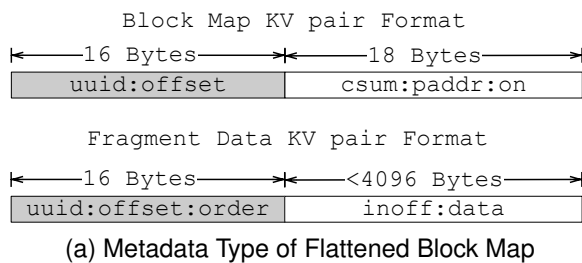 Block Map KV pair Format
16 Bytes 18 Bytes
uuid:offset csum:paddr:on
Fragment Data KV pair Format
16 Bytes <4096 Bytes
uuid:offset:order inoff:data
(a) Metadata Type of Flattened Block Map